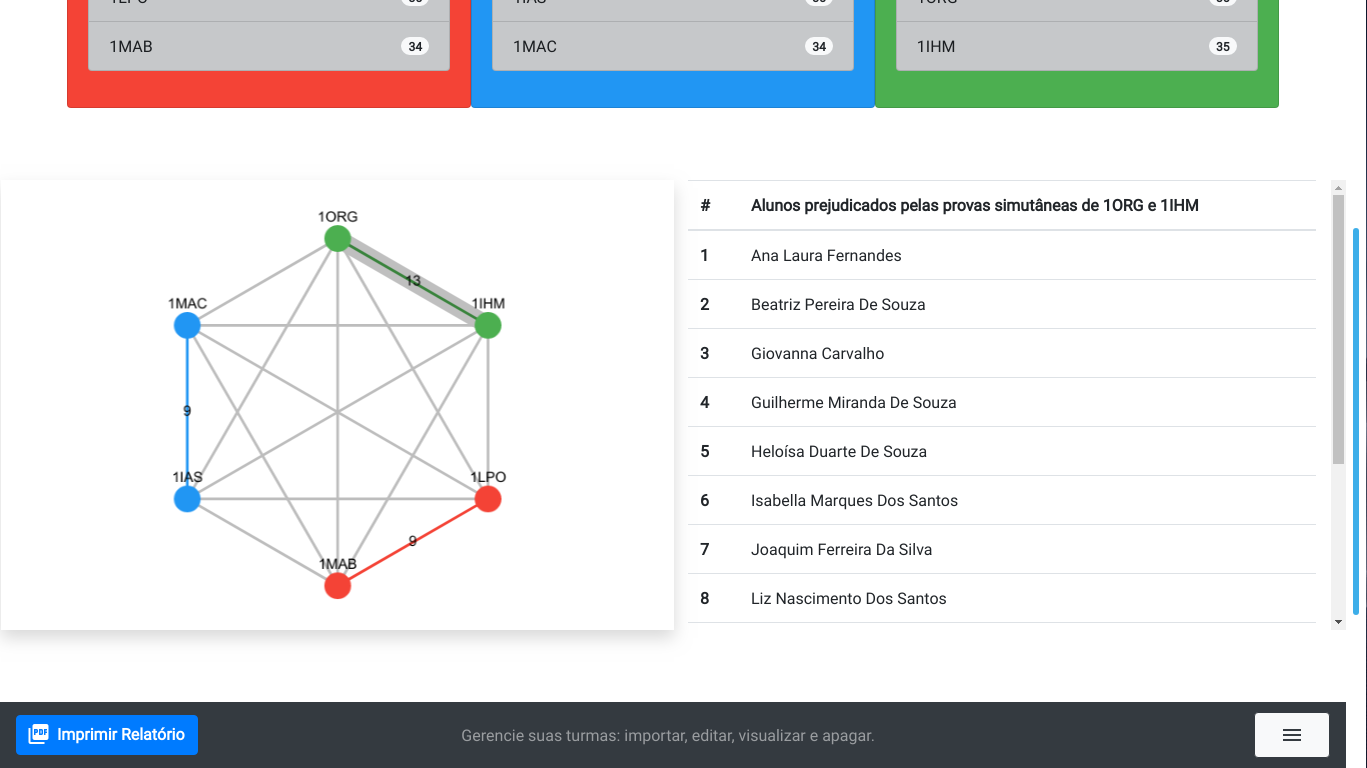 1MAB 34
1MAC 34
1IHM 35
1ORG
13
1MAC
1IHM
9
1IAS
1LPO
9
1MAB
# Alunos prejudicados pelas provas simutâneas de 1ORG e 1IHM
1 Ana Laura Fernandes
2 Beatriz Pereira De Souza
3 Giovanna Carvalho
4 Guilherme Miranda De Souza
5 Heloísa Duarte De Souza
6 Isabella Marques Dos Santos
7 Joaquim Ferreira Da Silva
8 Liz Nascimento Dos Santos
PDF Imprimir Relatório
Gerencie suas turmas: importar, editar, visualizar e apagar.